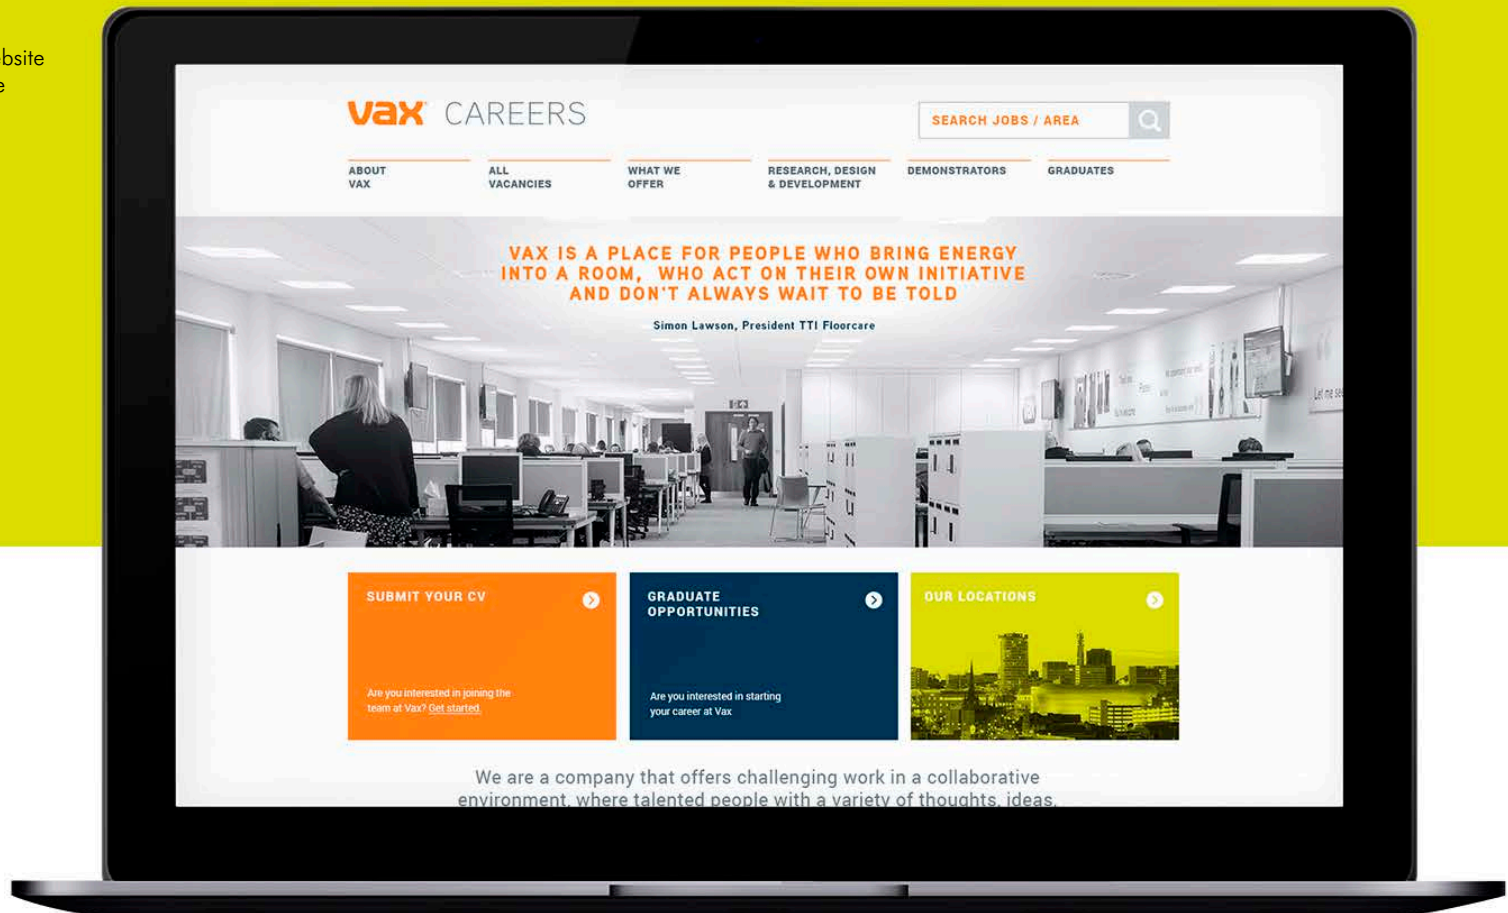 ebsite
e
vax CAREERS
SEARCH JOBS / AREA
ABOUT
VAX
ALL
VACANCIES
WHAT WE
OFFER
RESEARCH, DESIGN
& DEVELOPMENT
DEMONSTRATORS
GRADUATES
VAX IS A PLACE FOR PEOPLE WHO BRING ENERGY
INTO A ROOM, WHO ACT ON THEIR OWN INITIATIVE
AND DON'T ALWAYS WAIT TO BE TOLD
Simon Lawson, President TTI Floorcare
Let me see
SUBMIT YOUR CV
Are you interested in joining the
team at Vax? Get started.
GRADUATE
OPPORTUNITIES
Are you interested in starting
your career at Vax
OUR LOCATIONS
We are a company that offers challenging work in a collaborative
environment, where talented people with a variety of thoughts, ideas,